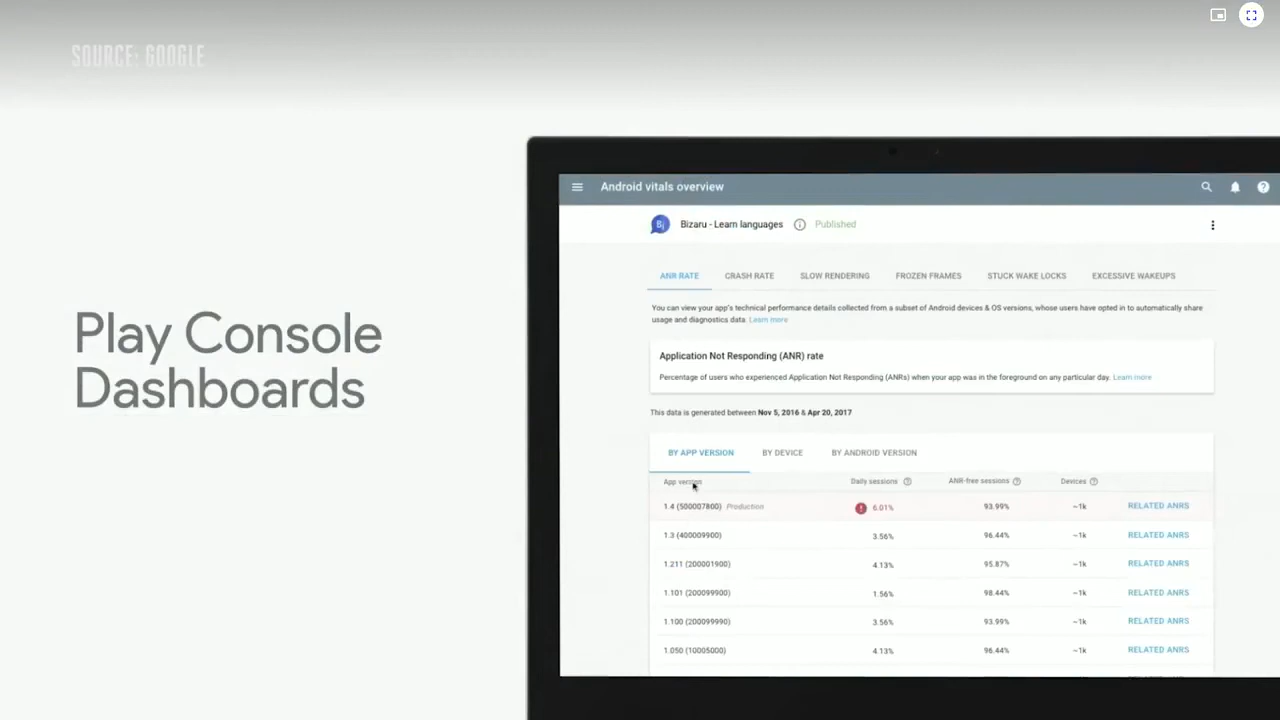 SOURCE: GOOGLE
Play Console
Dashboards
Android vitals overview
Bj Bizaru - Learn languages Published
ANR RATE CRASH RATE SLOW RENDERING FROZEN FRAMES STUCK WAKE LOCKS EXCESSIVE WAKEUPS
You can view your app's technical performance details collected from a subset of Android devices & OS versions, whose users have opted in to automatically share
usage and diagnostics data. Learn more
Application Not Responding (ANR) rate
Percentage of users who experienced Application Not Responding (ANRs) when your app was in the foreground on any particular day. Learn more
This data is generated between Nov 5, 2016 & Apr 20, 2017
BY APP VERSION BY DEVICE BY ANDROID VERSION
App version Daily sessions ANR-free sessions Devices
1.4 (500007800) Production 6.01% 93.99% ~1k RELATED ANRS
1.3 (400009900) 3.56% 96.44% ~1k RELATED ANRS
1.211 (200001900) 4.13% 95.87% ~1k RELATED ANRS
1.101 (200099900) 1.56% 98.44% ~1k RELATED ANRS
1.100 (200099990) 3.56% 93.99% ~1k RELATED ANRS
1.050 (10005000) 4.13% 96.44% ~1k RELATED ANRS